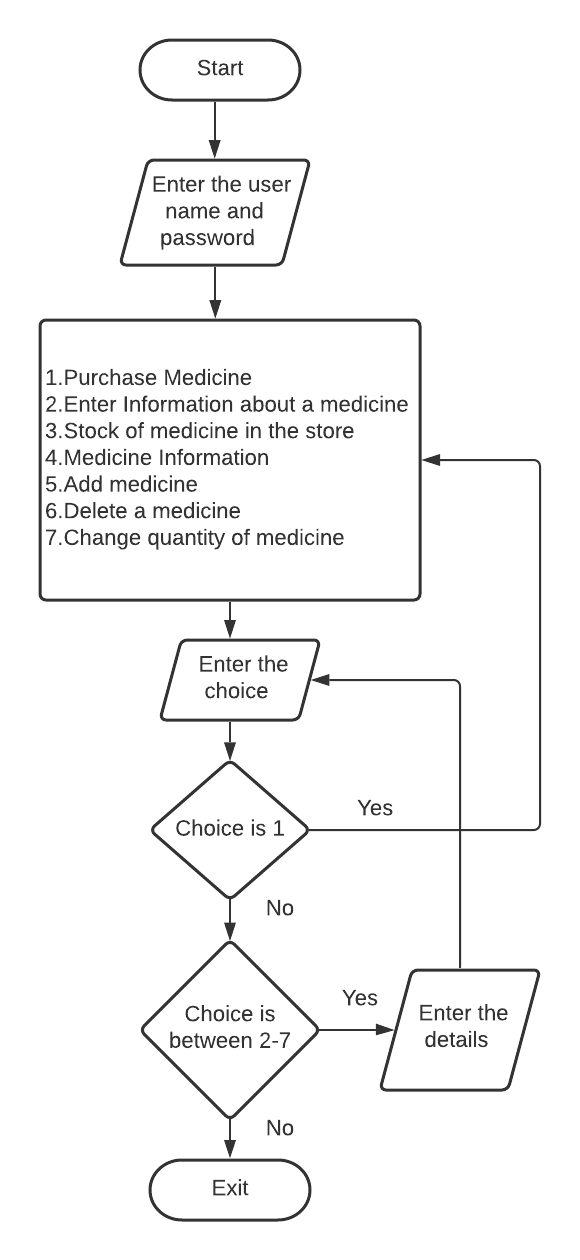 Start
Enter the user
name and
password
1.Purchase Medicine
2.Enter Information about a medicine
3.Stock of medicine in the store
4.Medicine Information
5.Add medicine
6.Delete a medicine
7.Change quantity of medicine
Enter the
choice
Choice is 1
Yes
No
Choice is
between 2-7
Yes
Enter the
details
No
Exit